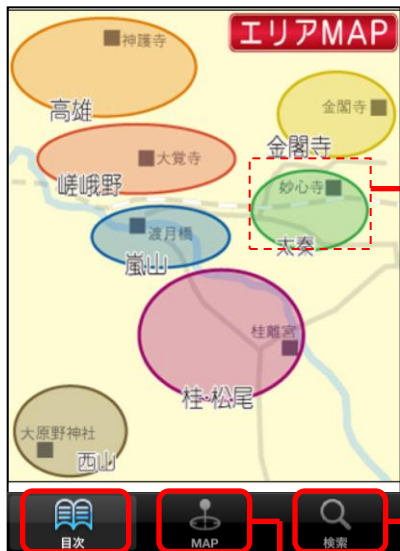 エリアMAP
神護寺
高雄
金閣寺
金閣寺
大覚寺
嵯峨野
妙心寺
太秦
渡月橋
嵐山
桂離宮
桂・松尾
大原野神社
西山
目次
MAP
検索